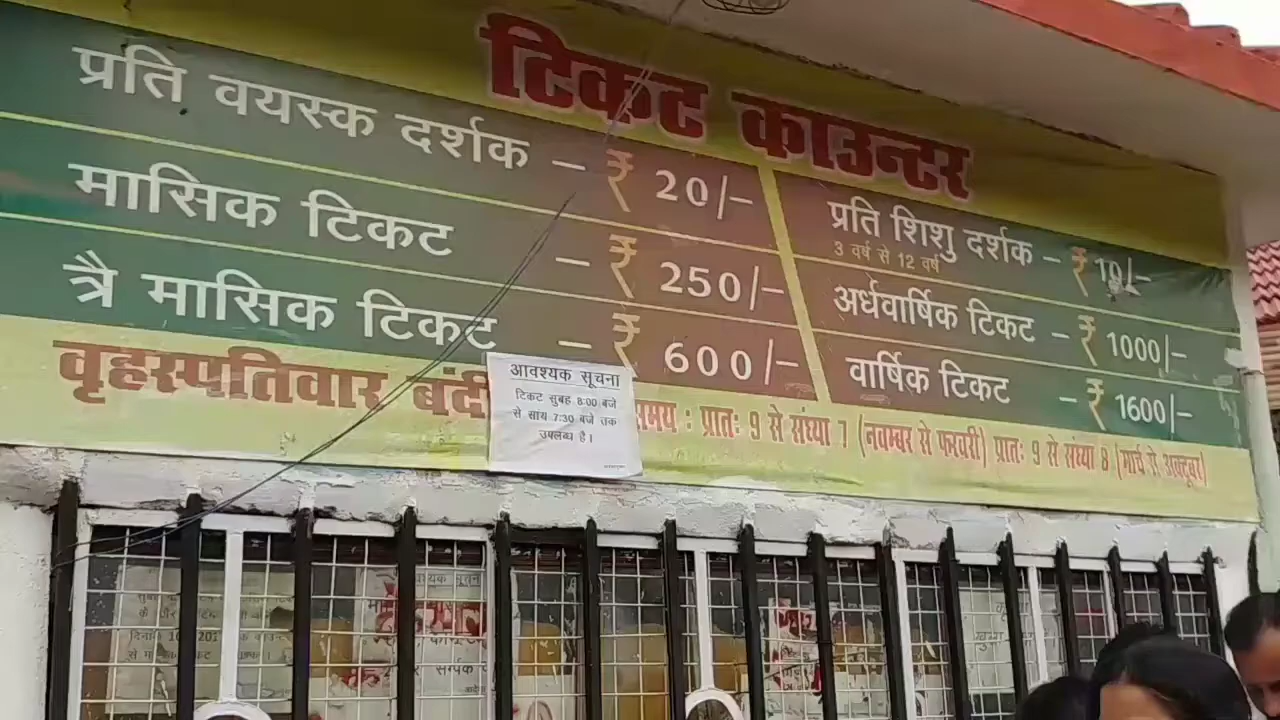 टिकट काउन्टर
प्रति वयस्क दर्शक – ₹ 20/–
मासिक टिकट – ₹ 250/–
त्रै मासिक टिकट – ₹ 600/–
प्रति शिशु दर्शक – ₹ 10/–
3 वर्ष से 12 वर्ष
अर्धवार्षिक टिकट – ₹ 1000/–
वार्षिक टिकट – ₹ 1600/–
वृहस्पतिवार बंदी
समय : प्रातः 9 से संध्या 7 (नवम्बर से फरवरी) प्रातः 9 से संध्या 8 (मार्च से अक्टूबर)
आवश्यक सूचना
टिकट सुबह 8:00 बजे
से साय 7:30 बजे तक
उपलब्ध है।